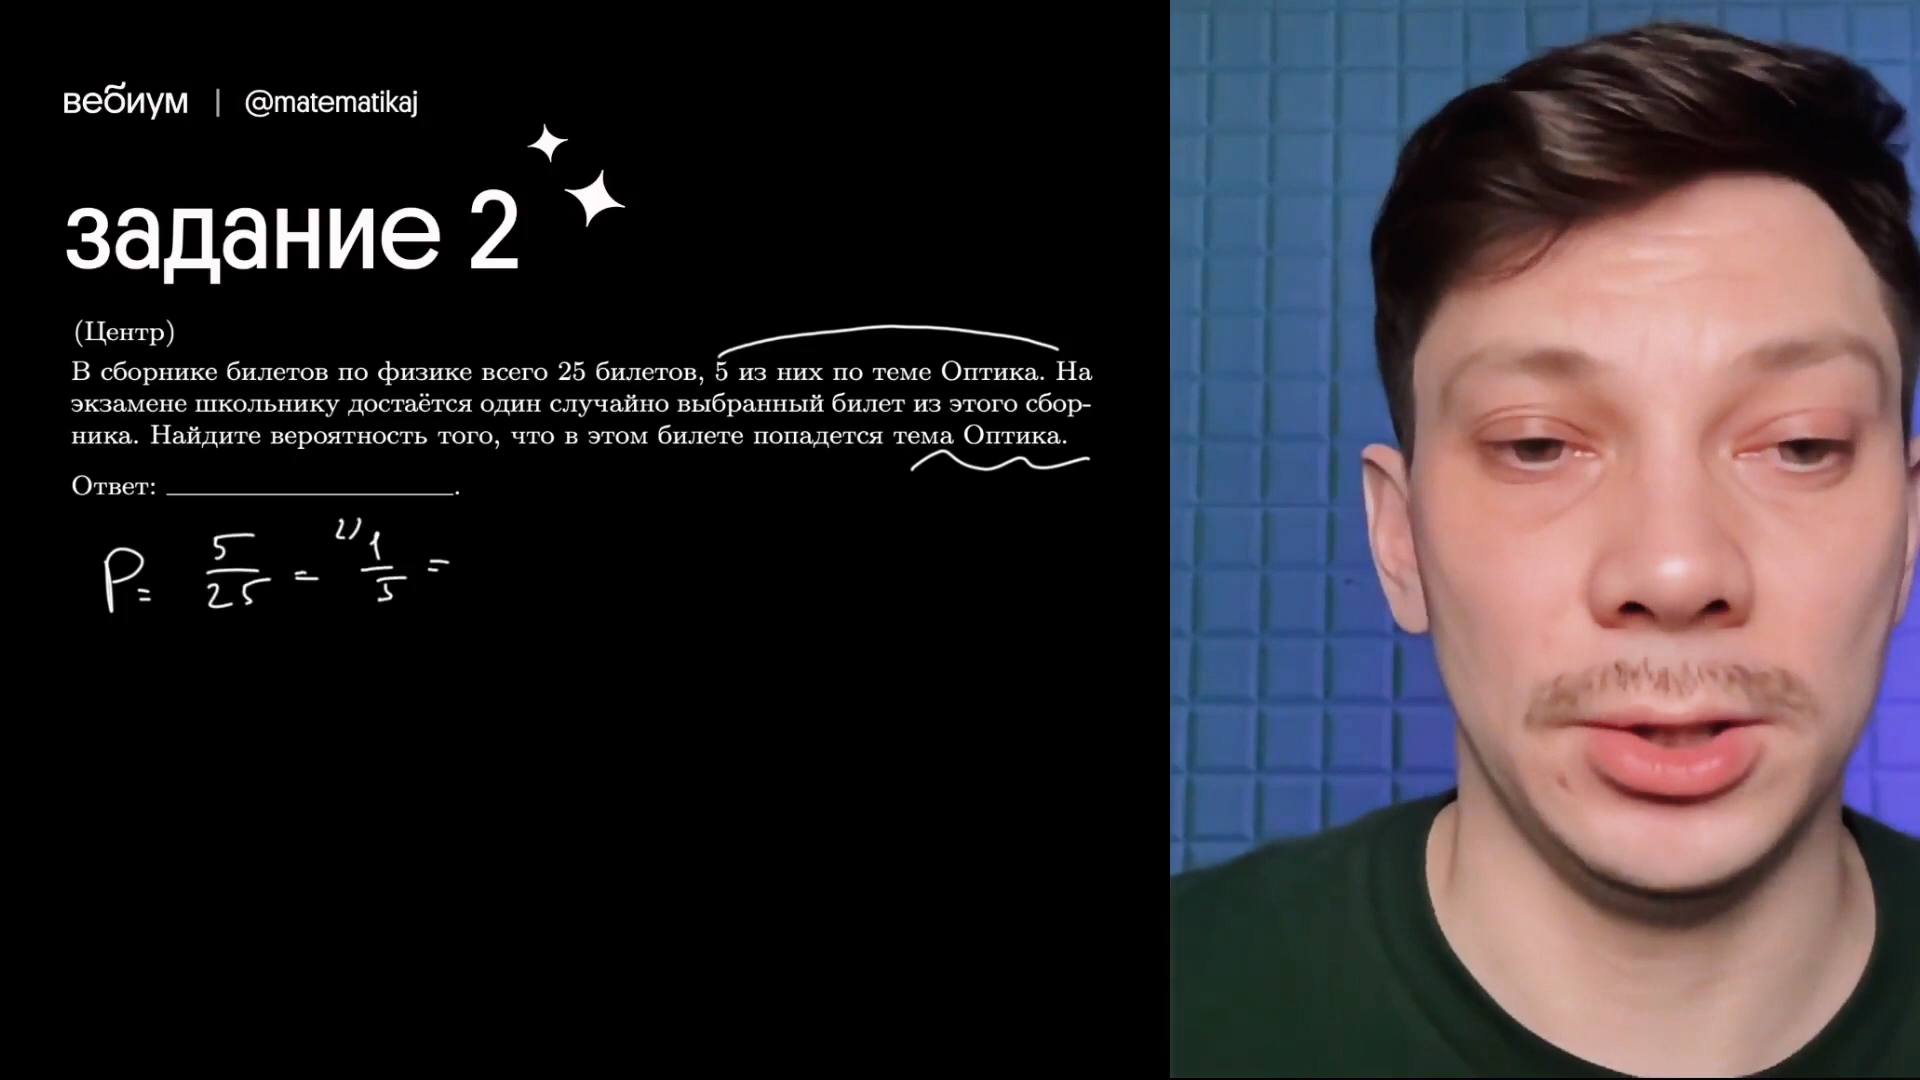 вебиум | @matematikaj
задание 2
(Центр)
В сборнике билетов по физике всего 25 билетов, 5 из них по теме Оптика. На
экзамене школьнику достаётся один случайно выбранный билет из этого сбор-
ника. Найдите вероятность того, что в этом билете попадется тема Оптика.
Ответ: ____________________.
P = 5/25 = 2) 1/5 =